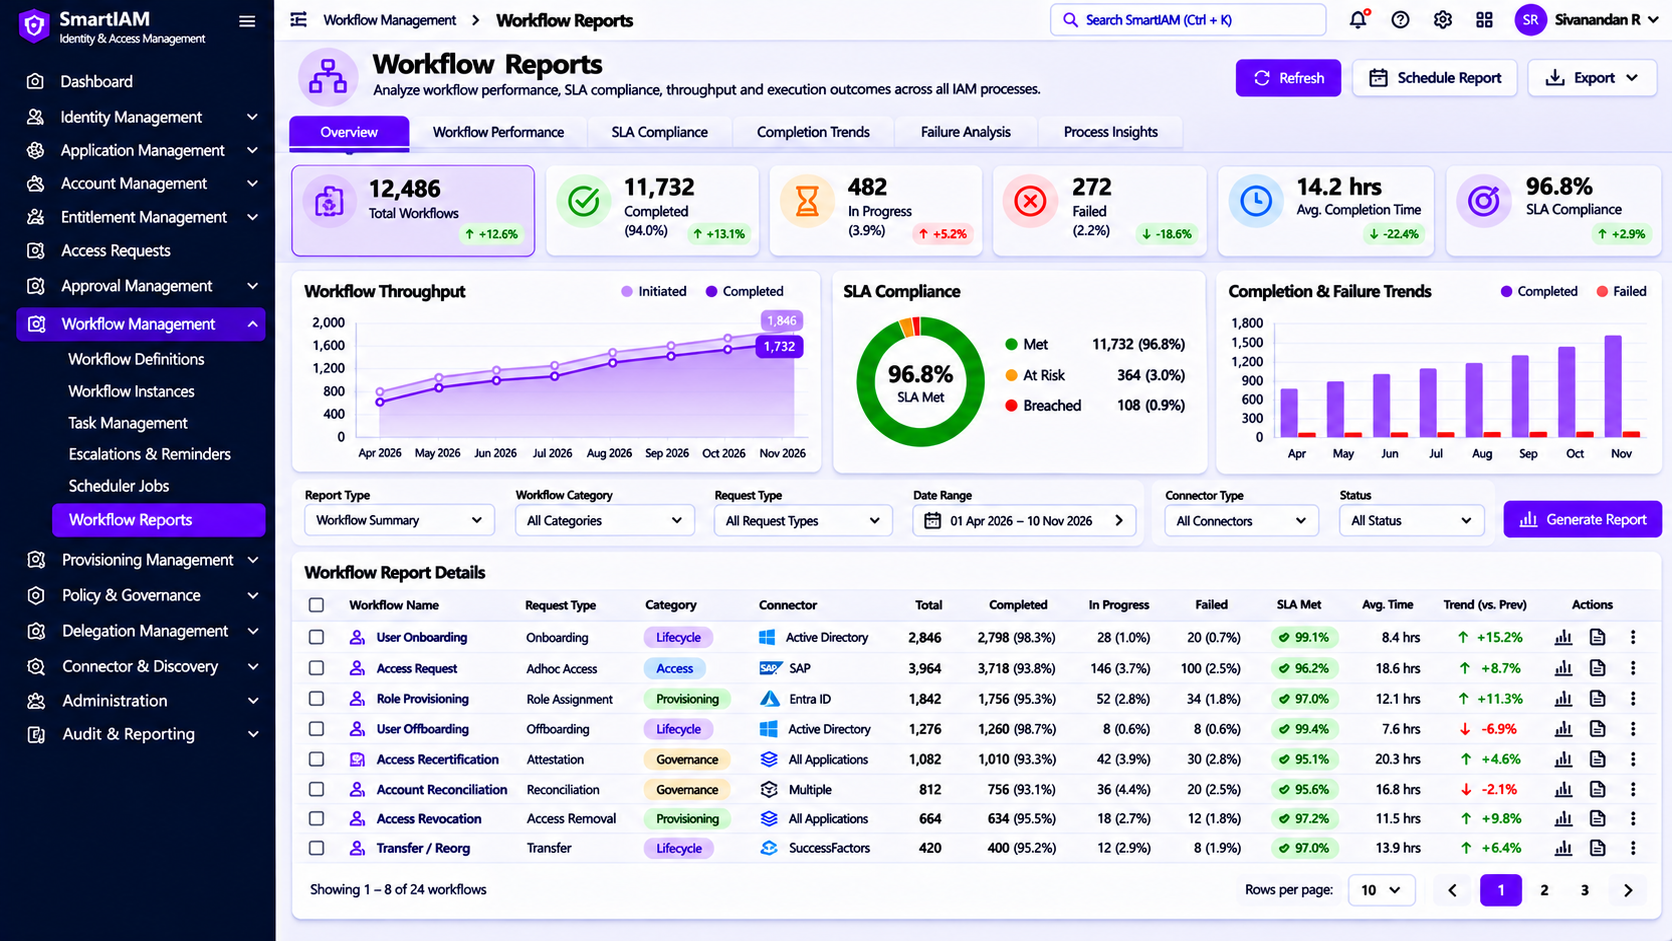 SmartIAM
Identity & Access Management
Dashboard
Identity Management
Application Management
Account Management
Entitlement Management
Access Requests
Approval Management
Workflow Management
Workflow Definitions
Workflow Instances
Task Management
Escalations & Reminders
Scheduler Jobs
Workflow Reports
Provisioning Management
Policy & Governance
Delegation Management
Connector & Discovery
Administration
Audit & Reporting
Workflow Management > Workflow Reports
Search SmartIAM (Ctrl + K)
SR Sivanandan R
Workflow Reports
Analyze workflow performance, SLA compliance, throughput and execution outcomes across all IAM processes.
Refresh Schedule Report Export
Overview Workflow Performance SLA Compliance Completion Trends Failure Analysis Process Insights
12,486
Total Workflows
↑ +12.6%
11,732
Completed
(94.0%) ↑ +13.1%
482
In Progress
(3.9%) ↑ +5.2%
272
Failed
(2.2%) ↓ -18.6%
14.2 hrs
Avg. Completion Time
↓ -22.4%
96.8%
SLA Compliance
↑ +2.9%
Workflow Throughput Initiated Completed
2,000
1,600
1,200
800
400
0
1,846
1,732
Apr 2026 May 2026 Jun 2026 Jul 2026 Aug 2026 Sep 2026 Oct 2026 Nov 2026
SLA Compliance
96.8%
SLA Met
Met 11,732 (96.8%)
At Risk 364 (3.0%)
Breached 108 (0.9%)
Completion & Failure Trends Completed Failed
1,800
1,500
1,200
900
600
300
0
Apr May Jun Jul Aug Sep Oct Nov
Report Type Workflow Category Request Type Date Range Connector Type Status
Workflow Summary All Categories All Request Types 01 Apr 2026 – 10 Nov 2026 All Connectors All Status Generate Report
Workflow Report Details
Workflow Name Request Type Category Connector Total Completed In Progress Failed SLA Met Avg. Time Trend (vs. Prev) Actions
User Onboarding Onboarding Lifecycle Active Directory 2,846 2,798 (98.3%) 28 (1.0%) 20 (0.7%) 99.1% 8.4 hrs ↑ +15.2%
Access Request Adhoc Access Access SAP SAP 3,964 3,718 (93.8%) 146 (3.7%) 100 (2.5%) 96.2% 18.6 hrs ↑ +8.7%
Role Provisioning Role Assignment Provisioning Entra ID 1,842 1,756 (95.3%) 52 (2.8%) 34 (1.8%) 97.0% 12.1 hrs ↑ +11.3%
User Offboarding Offboarding Lifecycle Active Directory 1,276 1,260 (98.7%) 8 (0.6%) 8 (0.6%) 99.4% 7.6 hrs ↓ -6.9%
Access Recertification Attestation Governance All Applications 1,082 1,010 (93.3%) 42 (3.9%) 30 (2.8%) 95.1% 20.3 hrs ↑ +4.6%
Account Reconciliation Reconciliation Governance Multiple 812 756 (93.1%) 36 (4.4%) 20 (2.5%) 95.6% 16.8 hrs ↓ -2.1%
Access Revocation Access Removal Provisioning All Applications 664 634 (95.5%) 18 (2.7%) 12 (1.8%) 97.2% 11.5 hrs ↑ +9.8%
Transfer / Reorg Transfer Lifecycle SuccessFactors 420 400 (95.2%) 12 (2.9%) 8 (1.9%) 97.0% 13.9 hrs ↑ +6.4%
Showing 1 – 8 of 24 workflows Rows per page: 10 < 1 2 3 >